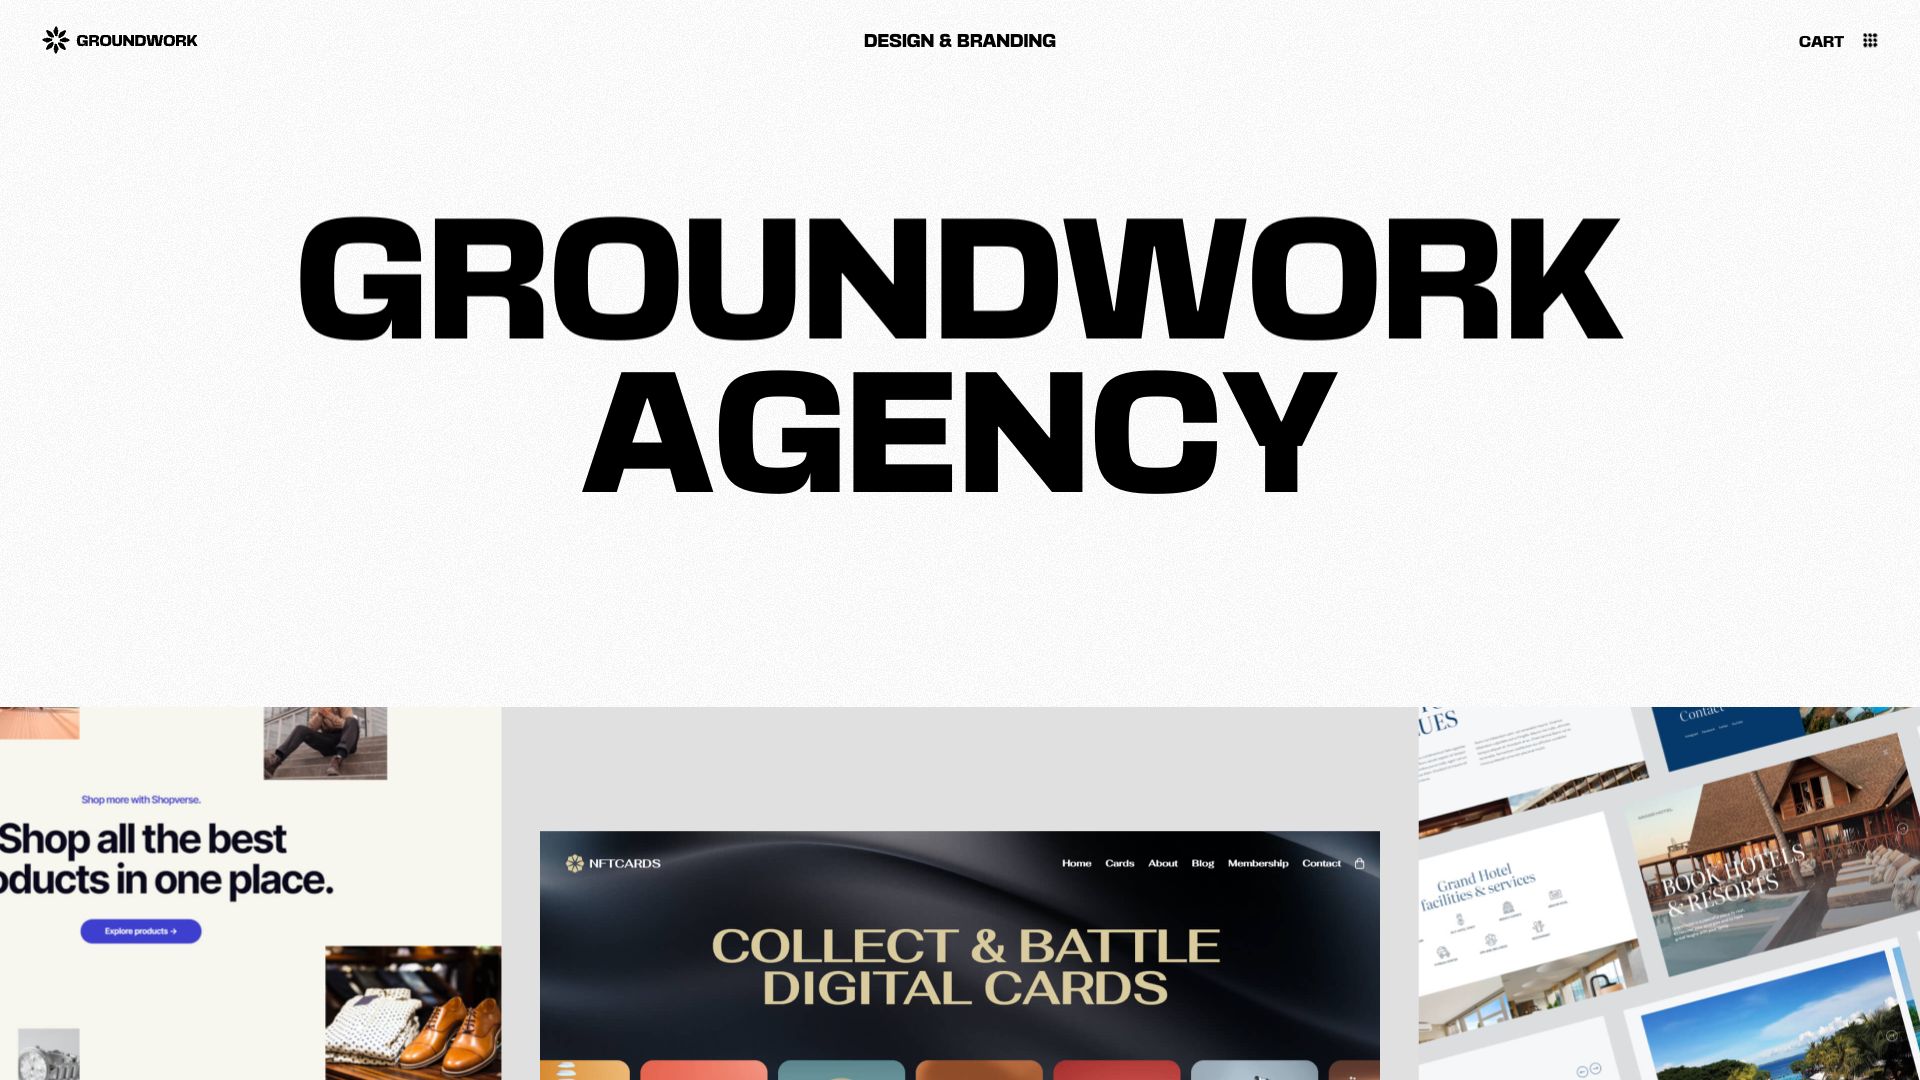 GROUNDWORK
DESIGN & BRANDING
CART
GROUNDWORK
AGENCY
Shop more with Shopverse.
Shop all the best
oducts in one place.
Explore products →
NFTCARDS
Home Cards About Blog Membership Contact
COLLECT & BATTLE
DIGITAL CARDS
UES
Contact
GRAND HOTEL
BOOK HOTELS
& RESORTS
Grand Hotel
facilities & services